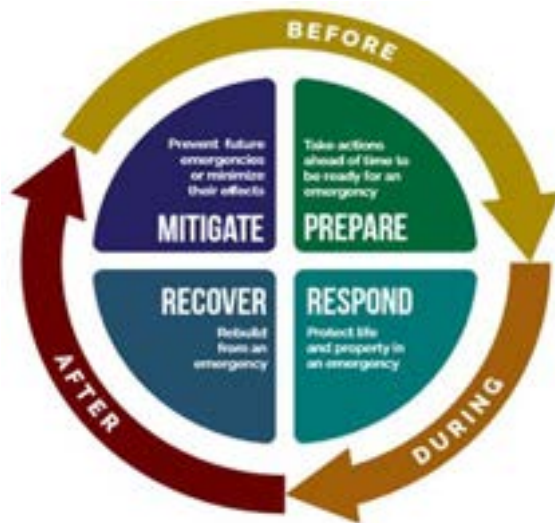 BEFORE
Prevent future
emergencies
or minimize
their effects
MITIGATE
Take actions
ahead of time to
be ready for an
emergency
PREPARE
RECOVER
Rebuild
from an
emergency
RESPOND
Protect life
and property in
an emergency
AFTER
DURING